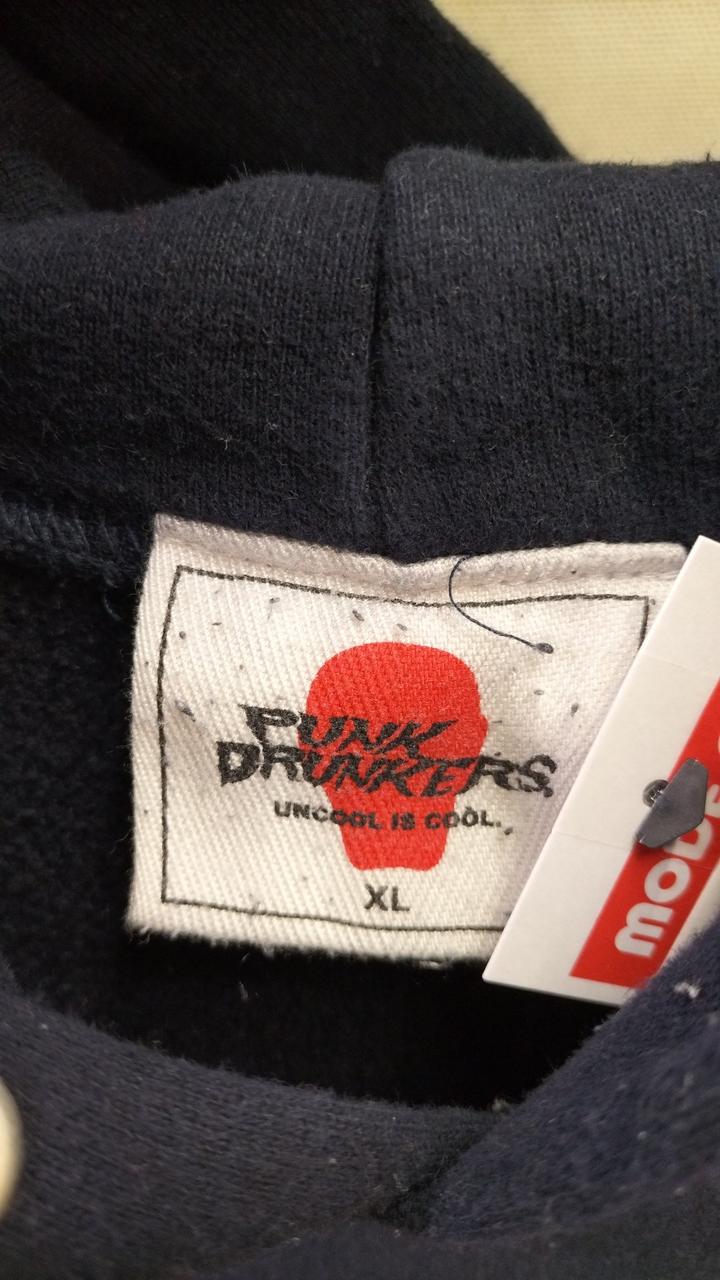 PUNK
DRUNKERS
UNCOOL IS COOL.
XL